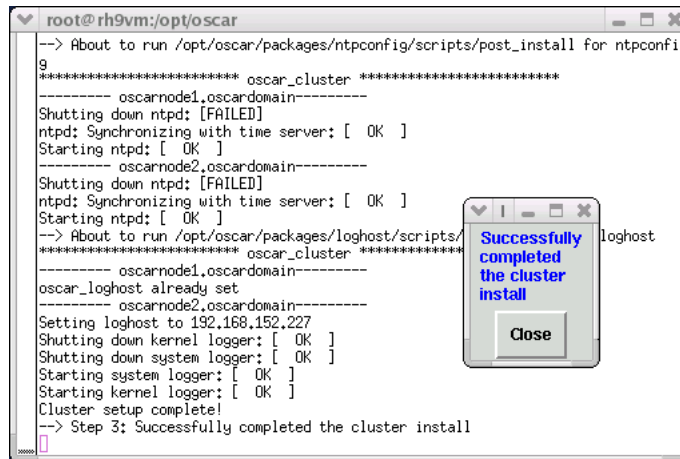 root@rh9vm:/opt/oscar
--> About to run /opt/oscar/packages/ntpconfig/scripts/post_install for ntpconfi
g
************************** oscar_cluster **************************
--------- oscarnode1.oscardomain---------
Shutting down ntpd: [FAILED]
ntpd: Synchronizing with time server: [  OK  ]
Starting ntpd: [  OK  ]
--------- oscarnode2.oscardomain---------
Shutting down ntpd: [FAILED]
ntpd: Synchronizing with time server: [  OK  ]
Starting ntpd: [  OK  ]
--> About to run /opt/oscar/packages/loghost/scripts/ loghost
************************** oscar_cluster **************
--------- oscarnode1.oscardomain---------
oscar_loghost already set
--------- oscarnode2.oscardomain---------
Setting loghost to 192.168.152.227
Shutting down kernel logger: [  OK  ]
Shutting down system logger: [  OK  ]
Starting system logger: [  OK  ]
Starting kernel logger: [  OK  ]
Cluster setup complete!
--> Step 3: Successfully completed the cluster install
Successfully
completed
the cluster
install
Close